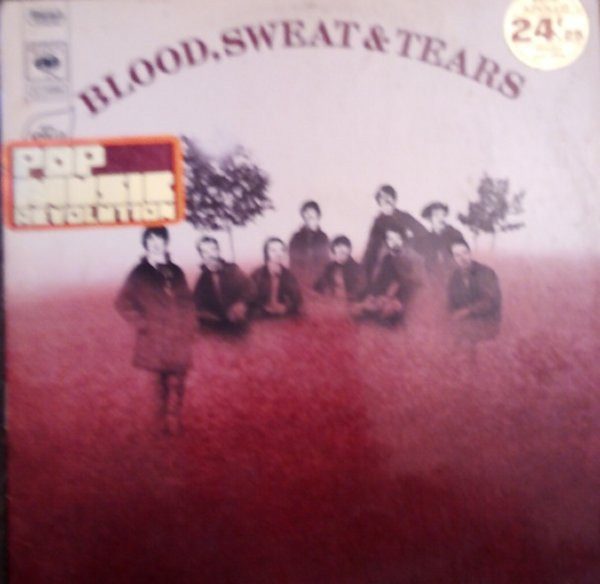 BLOOD, SWEAT & TEARS
24.
POP
MUSIK
REVOLUTION